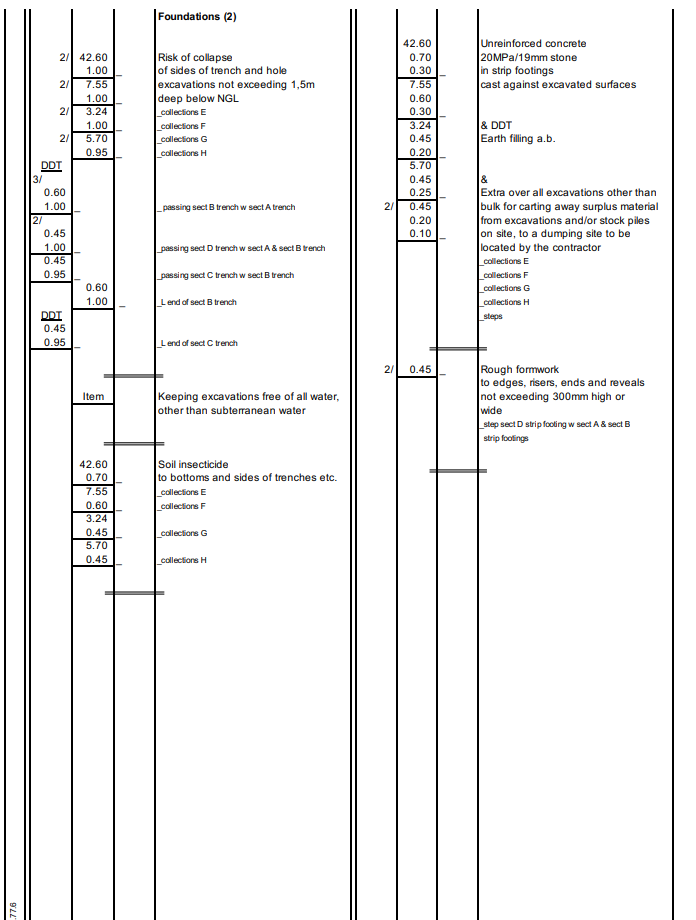 Foundations (2)
2/ 42.60 Risk of collapse
1.00 _ of sides of trench and hole
2/ 7.55 excavations not exceeding 1,5m
1.00 _ deep below NGL
2/ 3.24 _collections E
1.00 _ _collections F
2/ 5.70 _collections G
0.95 _ _collections H
DDT
3/
0.60
1.00 _ _ passing sect B trench w sect A trench
2/
0.45
1.00 _ _passing sect D trench w sect A & sect B trench
0.45
0.95 _ _passing sect C trench w sect B trench
0.60
1.00 _ _L end of sect B trench
DDT
0.45
0.95 _ _L end of sect C trench
Item Keeping excavations free of all water,
other than subterranean water
42.60 Soil insecticide
0.70 _ to bottoms and sides of trenches etc.
7.55 _collections E
0.60 _ _collections F
3.24
0.45 _ _collections G
5.70
0.45 _ _collections H
42.60 Unreinforced concrete
0.70 20MPa/19mm stone
0.30 _ in strip footings
7.55 cast against excavated surfaces
0.60
0.30 _
3.24 & DDT
0.45 Earth filling a.b.
0.20 _
5.70
0.45 &
0.25 _ Extra over all excavations other than
2/ 0.45 bulk for carting away surplus material
0.20 from excavations and/or stock piles
0.10 _ on site, to a dumping site to be
located by the contractor
_collections E
_collections F
_collections G
_collections H
_steps
2/ 0.45 _ Rough formwork
to edges, risers, ends and reveals
not exceeding 300mm high or
wide
_step sect D strip footing w sect A & sect B
strip footings
77.6